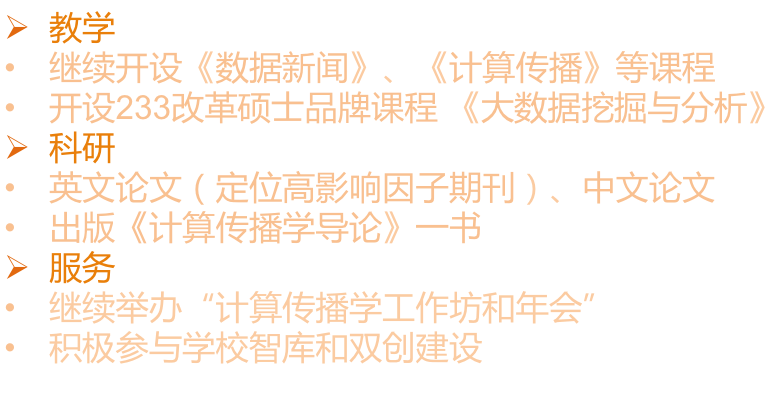 ➢ 教学
• 继续开设《数据新闻》、《计算传播》等课程
• 开设233改革硕士品牌课程 《大数据挖掘与分析》
➢ 科研
• 英文论文（定位高影响因子期刊）、中文论文
• 出版《计算传播学导论》一书
➢ 服务
• 继续举办“计算传播学工作坊和年会”
• 积极参与学校智库和双创建设